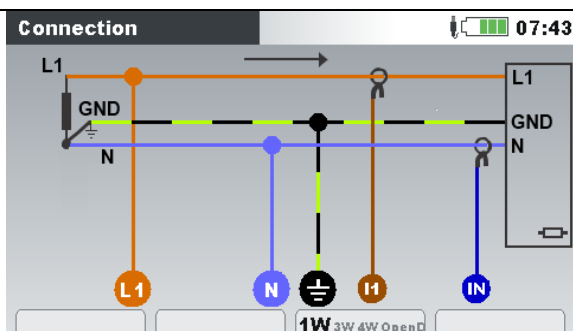 Connection 07:43
L1 L1
GND GND
N N
L1 N I1 IN
1W 3W 4W OpenD